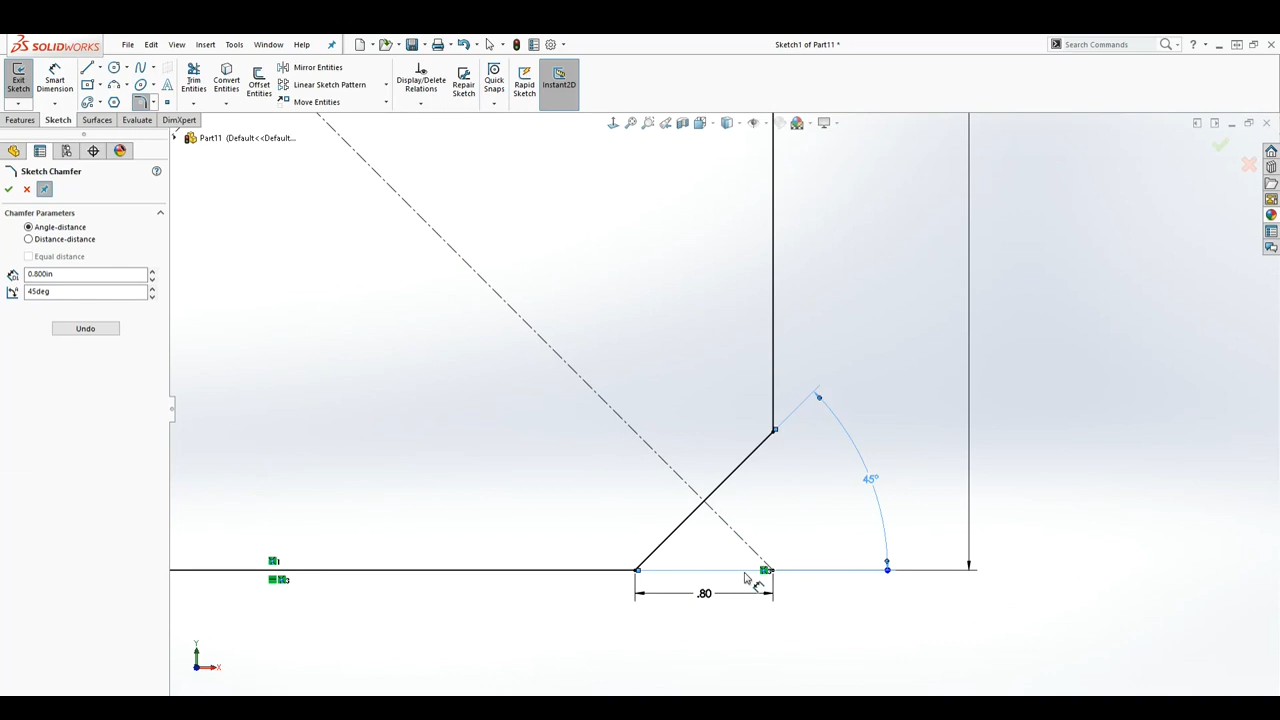 SOLIDWORKS File Edit View Insert Tools Window Help Sketch1 of Part11 * Search Commands
Exit Sketch
Smart Dimension
Trim Entities
Convert Entities
Offset Entities
Mirror Entities
Linear Sketch Pattern
Move Entities
Display/Delete Relations
Repair Sketch
Quick Snaps
Rapid Sketch
Instant2D
Features Sketch Surfaces Evaluate DimXpert
Part11 (Default<<Default...
Sketch Chamfer
Chamfer Parameters
Angle-distance
Distance-distance
Equal distance
0.800in
45deg
Undo
45°
.80
Y
X